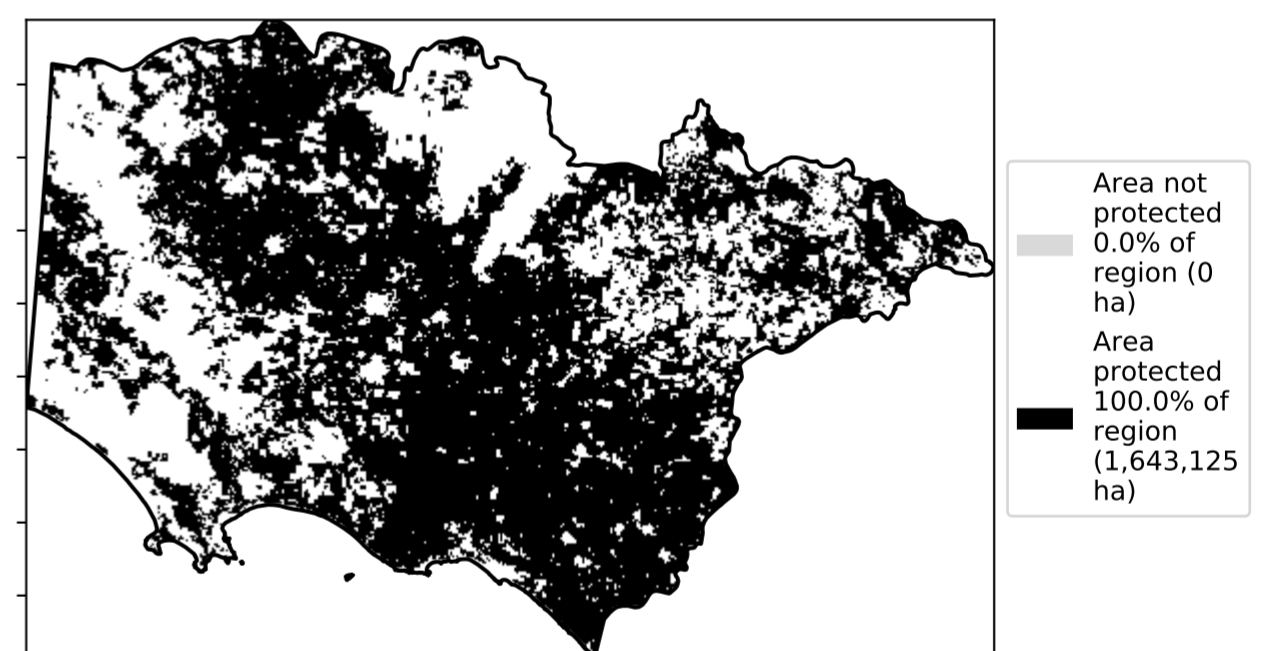 Area not
protected
0.0% of
region (0
ha)
Area
protected
100.0% of
region
(1,643,125
ha)